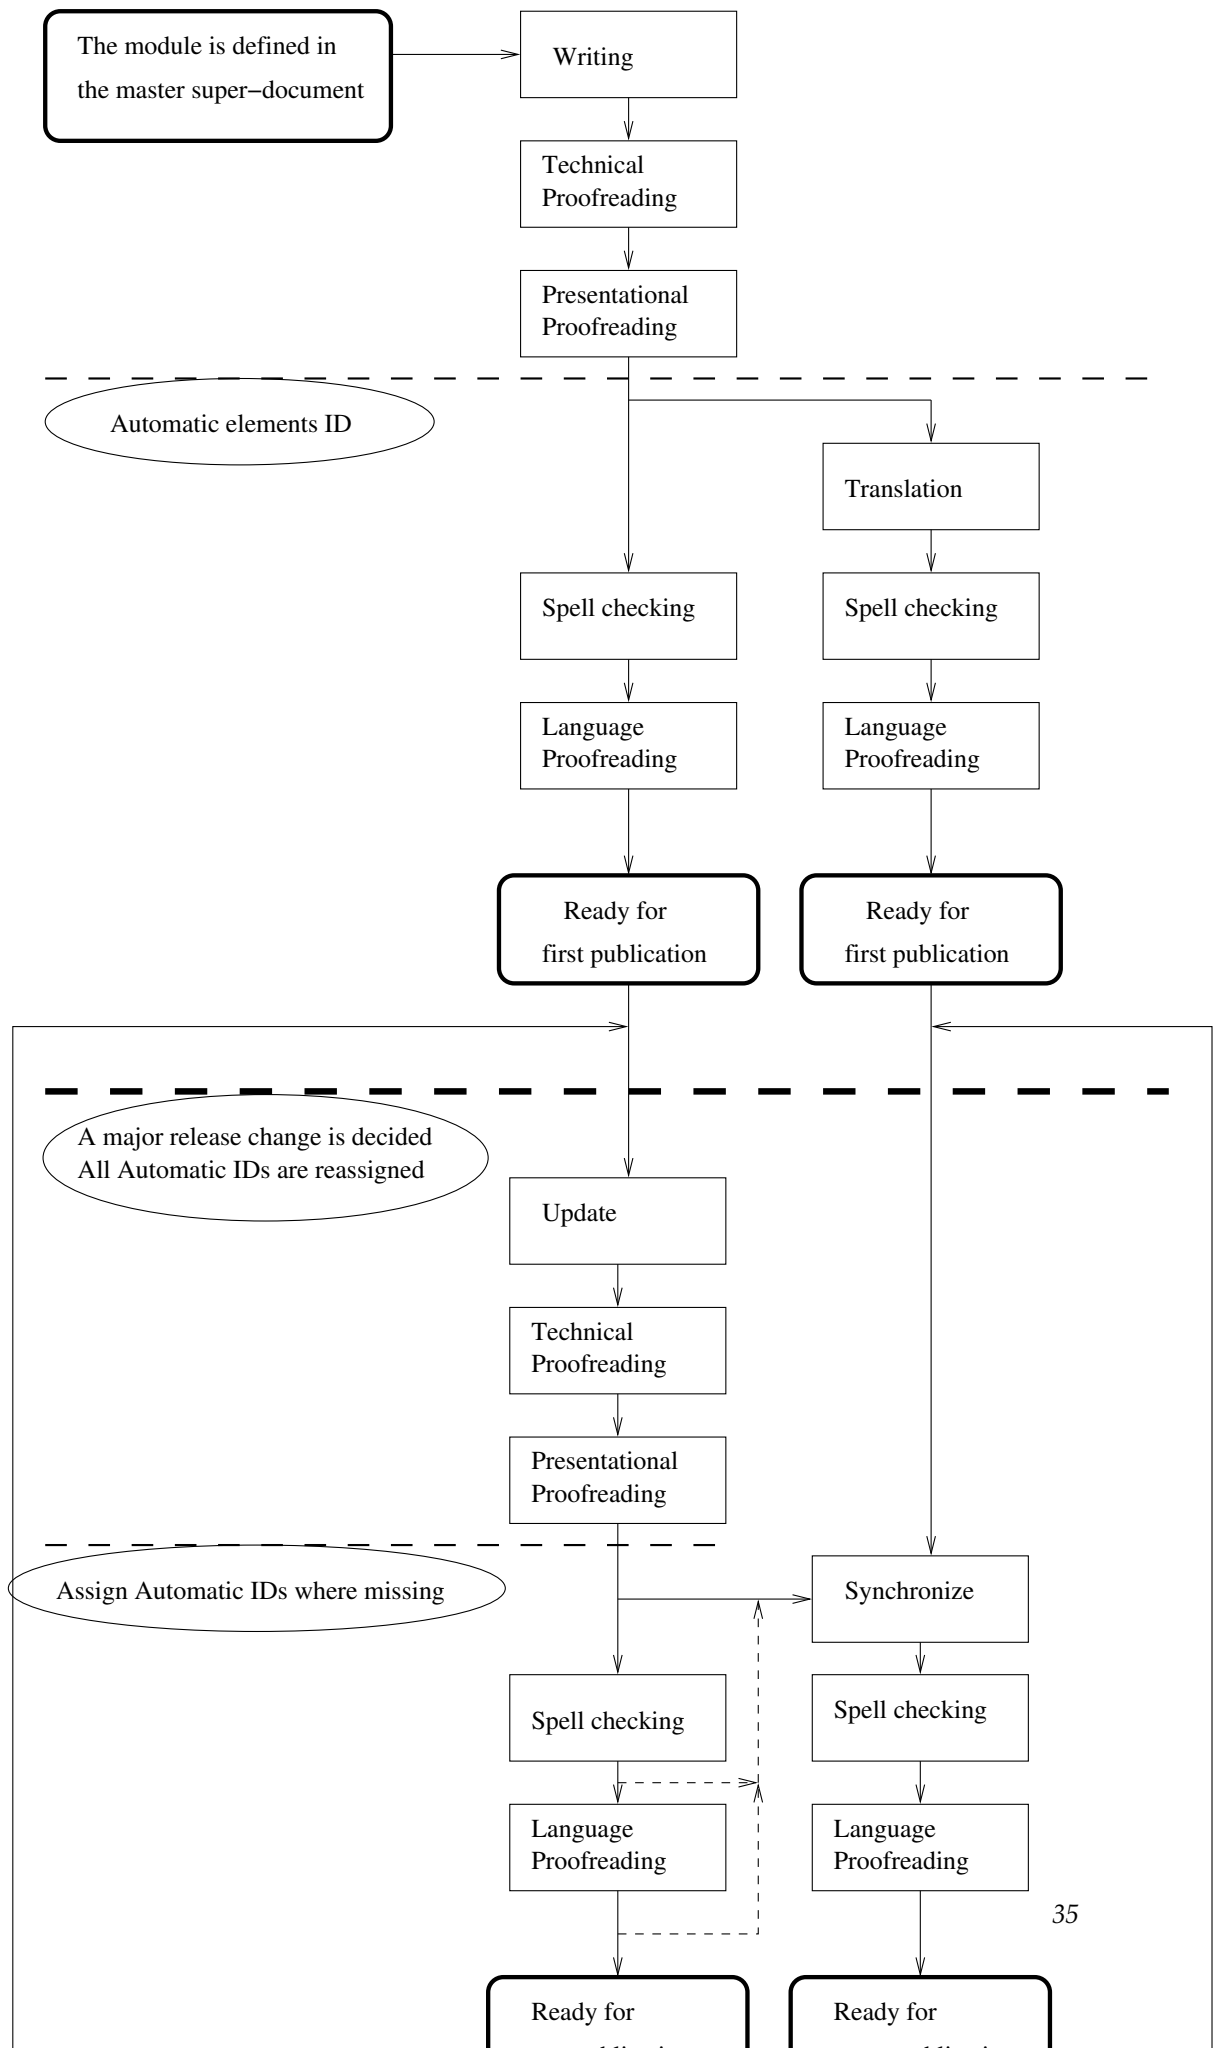 The module is defined in
the master super−document
Writing
Technical
Proofreading
Presentational
Proofreading
Automatic elements ID
Translation
Spell checking
Spell checking
Language
Proofreading
Language
Proofreading
Ready for
first publication
Ready for
first publication
A major release change is decided
All Automatic IDs are reassigned
Update
Technical
Proofreading
Presentational
Proofreading
Assign Automatic IDs where missing
Synchronize
Spell checking
Spell checking
Language
Proofreading
Language
Proofreading
35
Ready for
Ready for